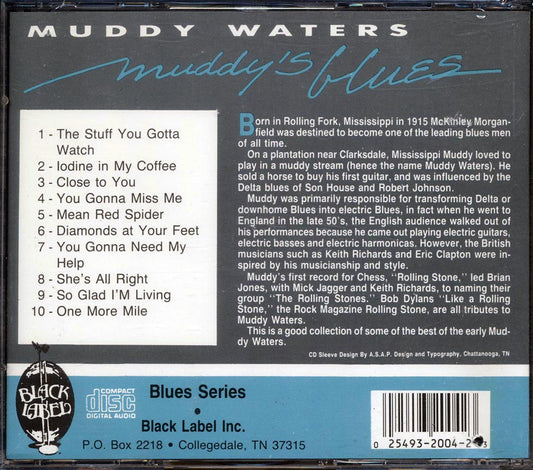 MUDDY WATERS
muddy's blues
1 - The Stuff You Gotta
Watch
2 - Iodine in My Coffee
3 - Close to You
4 - You Gonna Miss Me
5 - Mean Red Spider
6 - Diamonds at Your Feet
7 - You Gonna Need My
Help
8 - She's All Right
9 - So Glad I'M Living
10 - One More Mile
Born in Rolling Fork, Mississippi in 1915 McKinley Morgan-
field was destined to become one of the leading blues men
of all time.
On a plantation near Clarksdale, Mississippi Muddy loved to
play in a muddy stream (hence the name Muddy Waters). He
sold a horse to buy his first guitar, and was influenced by the
Delta blues of Son House and Robert Johnson.
Muddy was primarily responsible for transforming Delta or
downhome Blues into electric Blues, in fact when he went to
England in the late 50's, the English audience walked out of
his performances because he came out playing electric guitars,
electric basses and electric harmonicas. However, the British
musicians such as Keith Richards and Eric Clapton were ins-
pired by his musicianship and style.
Muddy's first record for Chess, "Rolling Stone," led Brian
Jones, with Mick Jagger and Keith Richards, to naming their
group "The Rolling Stones." Bob Dylans "Like a Rolling
Stone," the Rock Magazine Rolling Stone, are all tributes to
Muddy Waters.
This is a good collection of some of the best of the early Mud-
dy Waters.
CD Sleeve Design By A.S.A.P. Design and Typography, Chattanooga, TN
BLACK
LABEL
COMPACT
disc
DIGITAL AUDIO
Blues Series
•
Black Label Inc.
P.O. Box 2218 • Collegedale, TN 37315
0 25493-2004-2 3